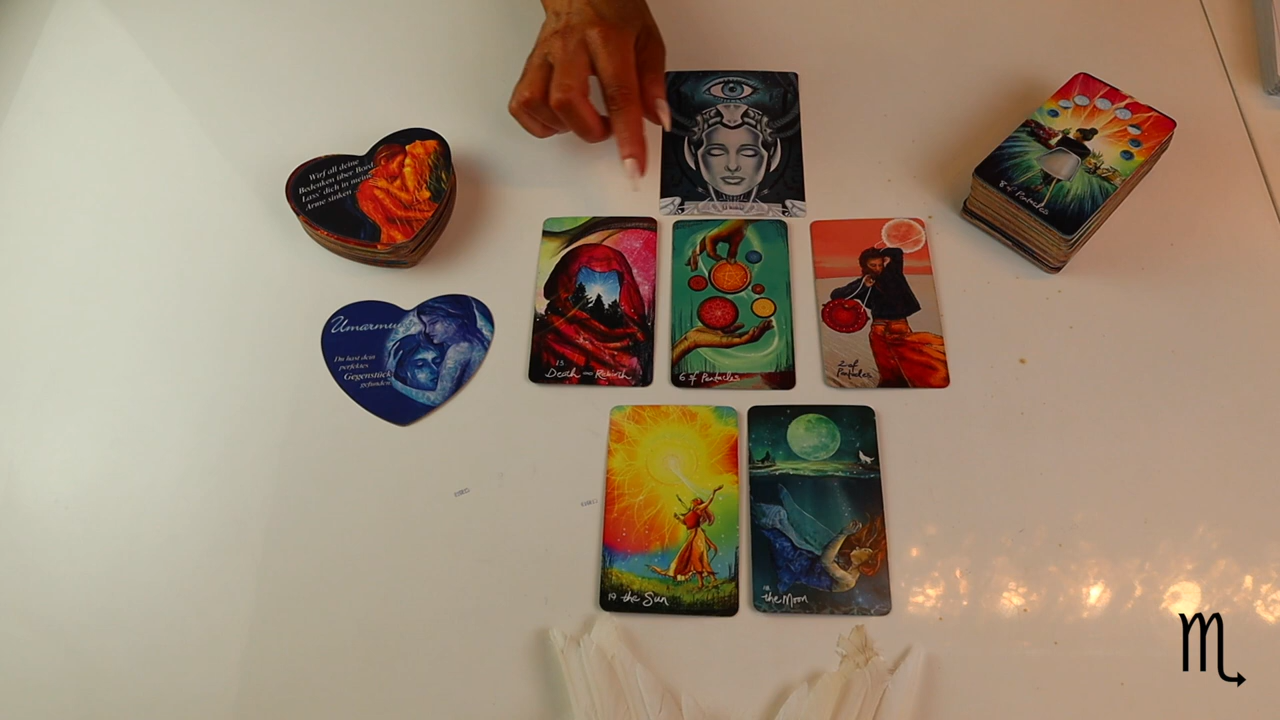 Wirf all deine
Bedenken über Bord.
Lass' dich in meine
Arme sinken
8 of Pentacles
Umarmung
Du hast dein
perfektes
Gegenstück
gefunden
13
Death ∞ Rebirth
6 of Pentacles
2 of
Pentacles
19 the Sun
18
the Moon